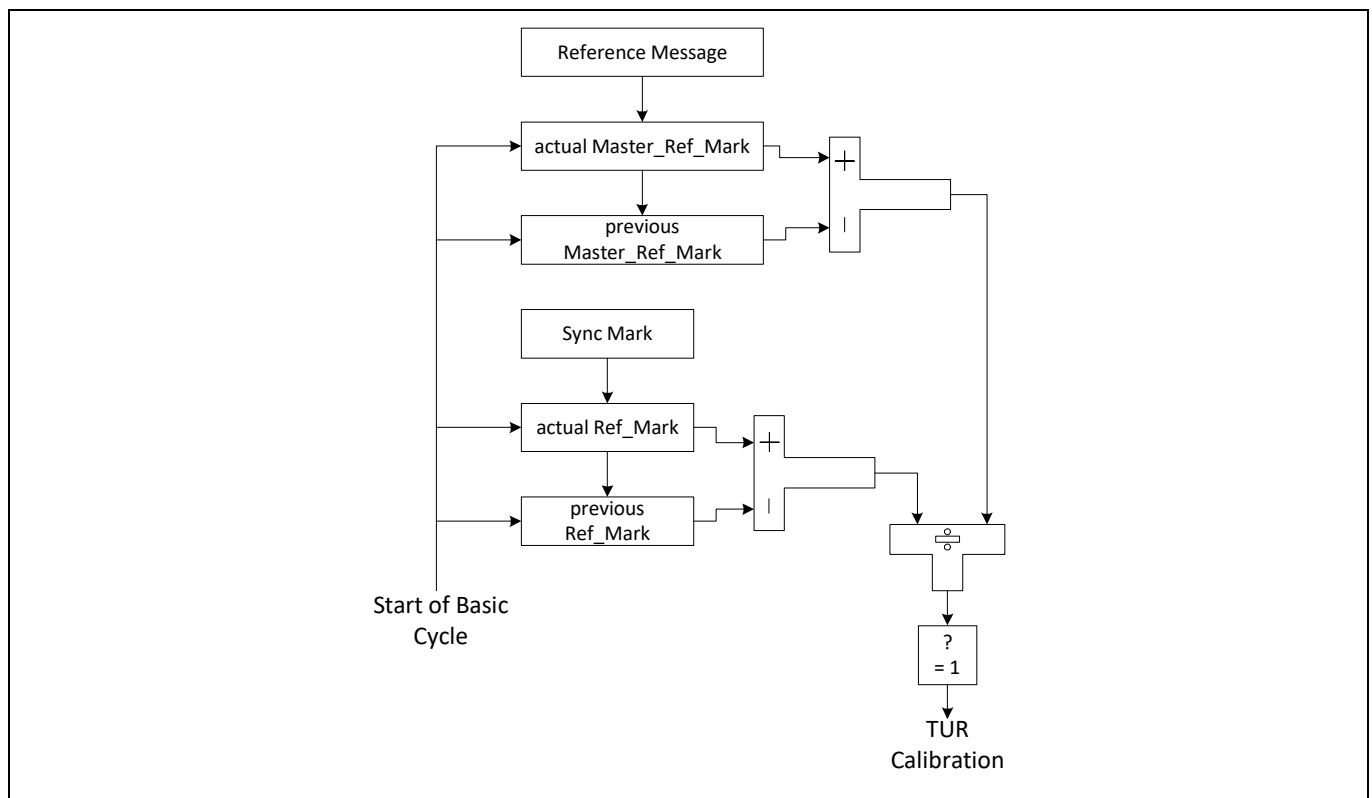 Reference Message
actual Master_Ref_Mark
+
previous
Master_Ref_Mark
–
Sync Mark
actual Ref_Mark
+
previous
Ref_Mark
–
÷
Start of Basic
Cycle
?
= 1
TUR
Calibration